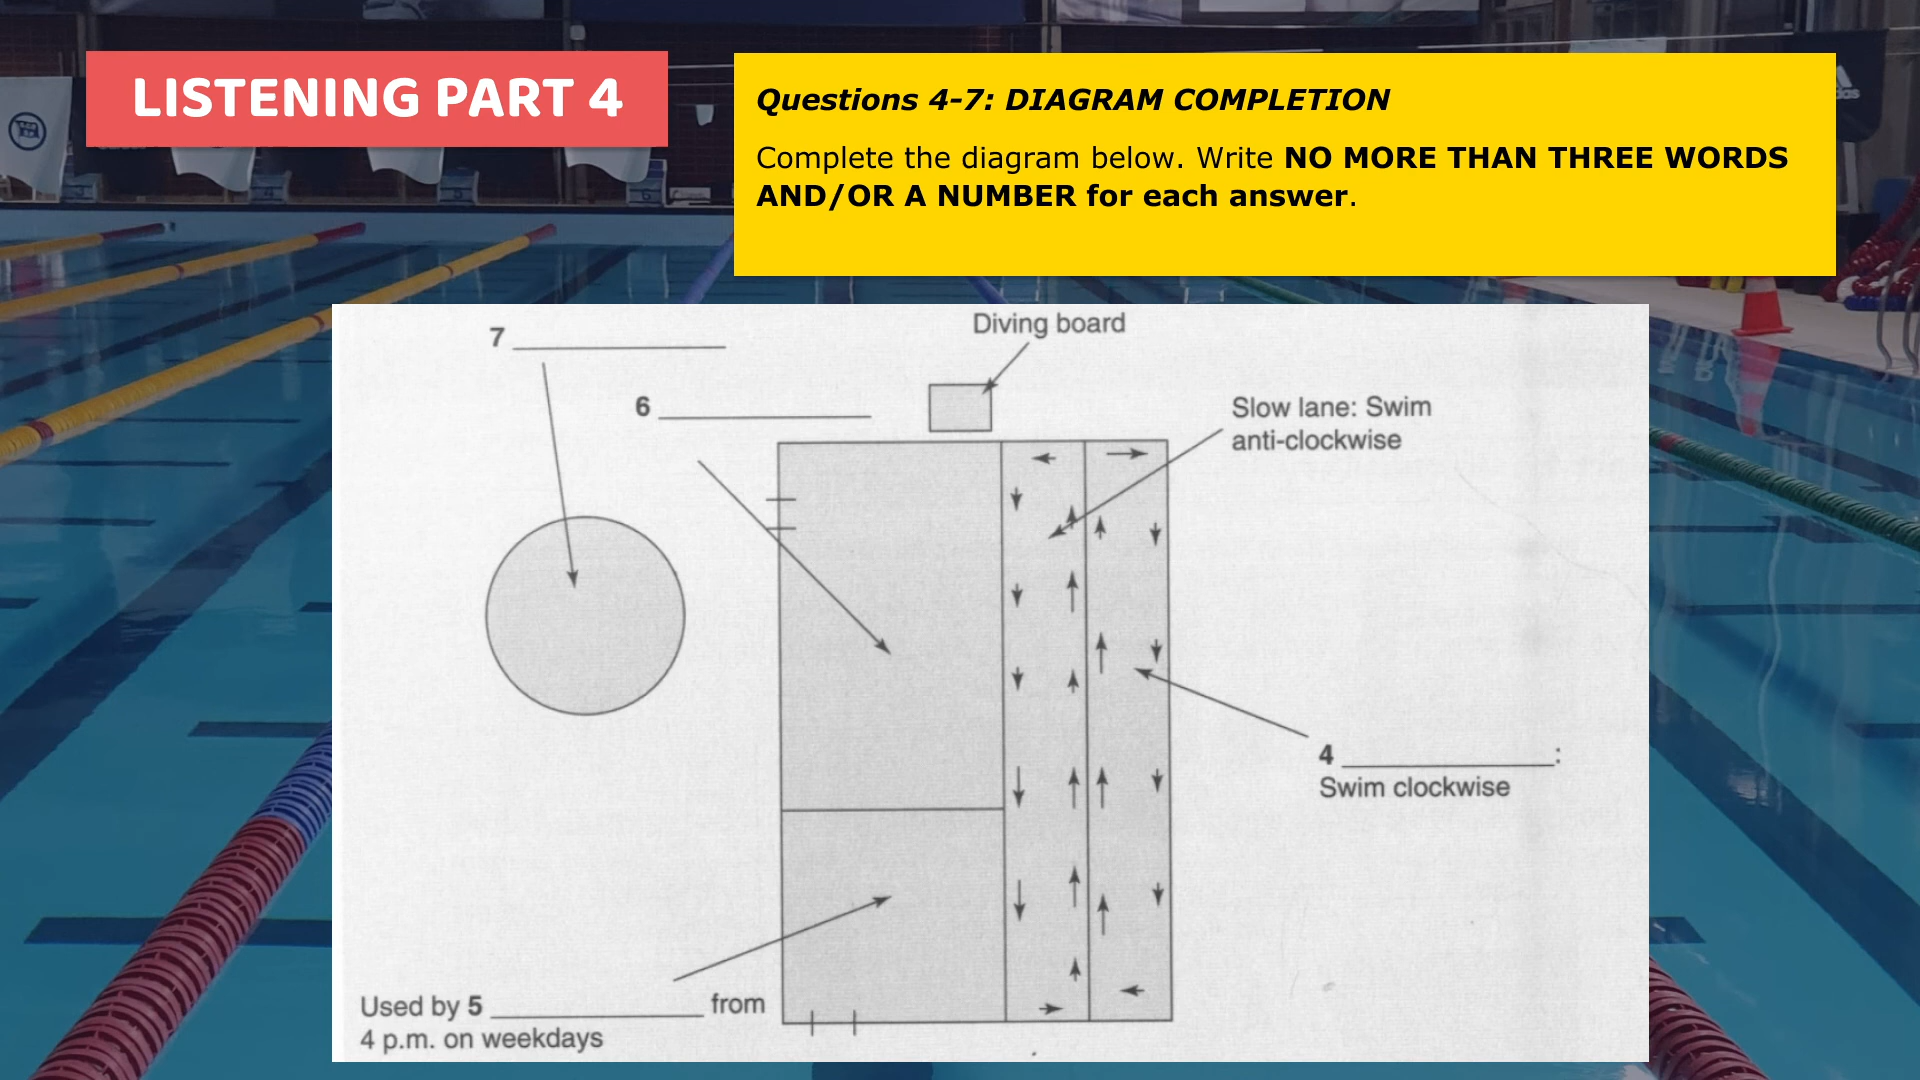 LISTENING PART 4
Questions 4-7: DIAGRAM COMPLETION
Complete the diagram below. Write NO MORE THAN THREE WORDS
AND/OR A NUMBER for each answer.
7
Diving board
6
Slow lane: Swim
anti-clockwise
4 :
Swim clockwise
Used by 5 from
4 p.m. on weekdays